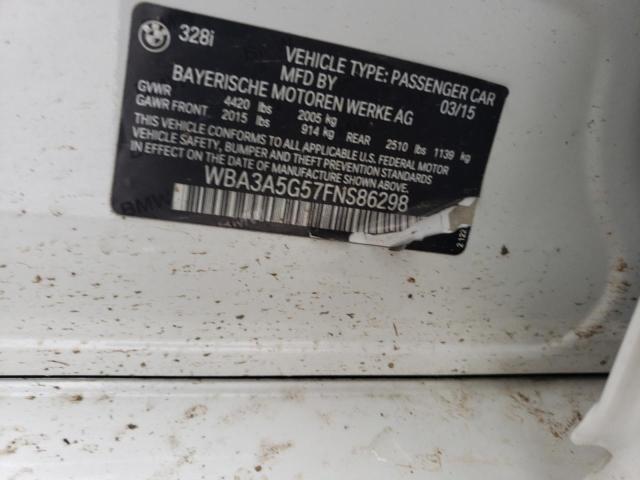 328i
VEHICLE TYPE: PASSENGER CAR
MFD BY 03/15
BAYERISCHE MOTOREN WERKE AG
GVWR 4420 lbs 2005 kg
GAWR FRONT 2015 lbs 914 kg REAR 2510 lbs 1139 kg
THIS VEHICLE CONFORMS TO ALL APPLICABLE U.S. FEDERAL MOTOR
VEHICLE SAFETY, BUMPER, AND THEFT PREVENTION STANDARDS
IN EFFECT ON THE DATE OF MANUFACTURE SHOWN ABOVE.
WBA3A5G57FNS86298
BMW